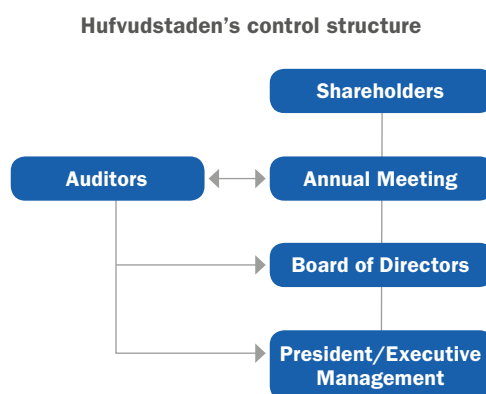 Hufvudstaden’s control structure
Shareholders
Auditors
Annual Meeting
Board of Directors
President/Executive
Management